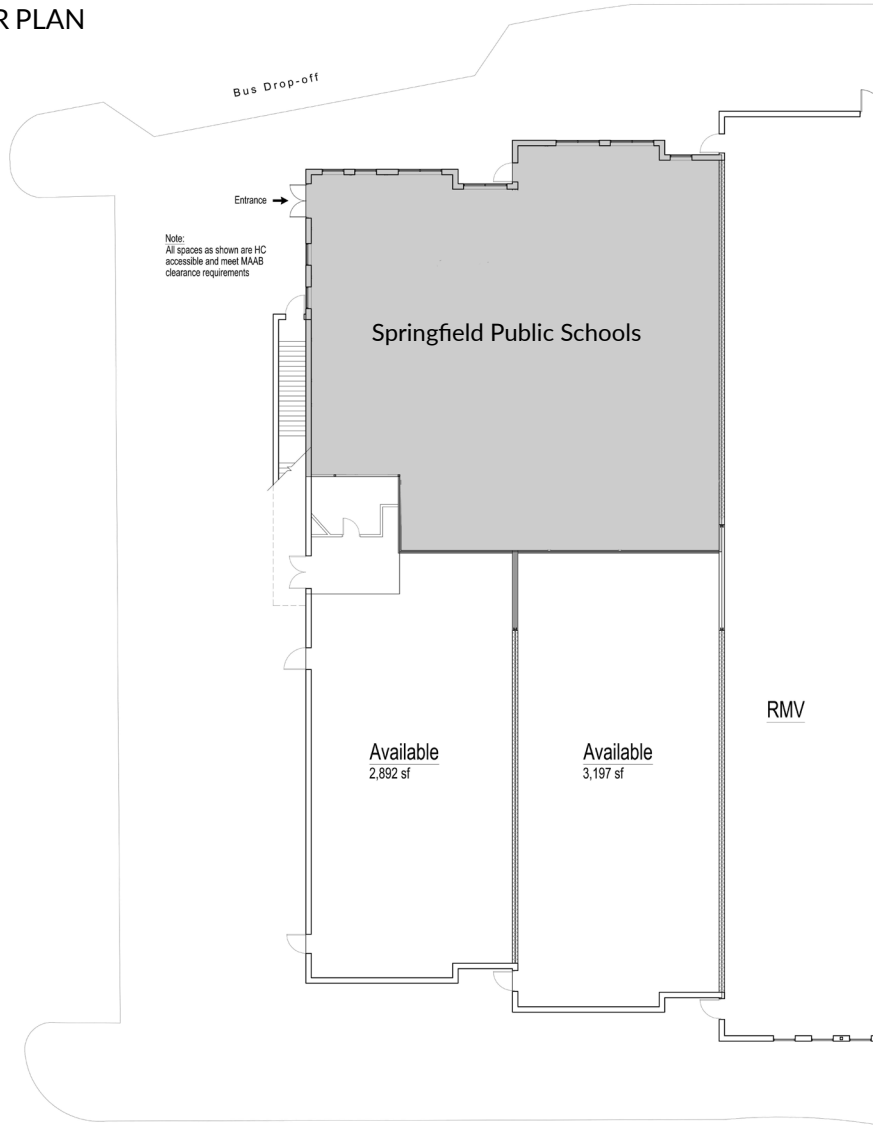 R PLAN
Bus Drop-off
Entrance
Note:
All spaces as shown are HC
accessible and meet MAAB
clearance requirements
Springfield Public Schools
RMV
Available
2,892 sf
Available
3,197 sf